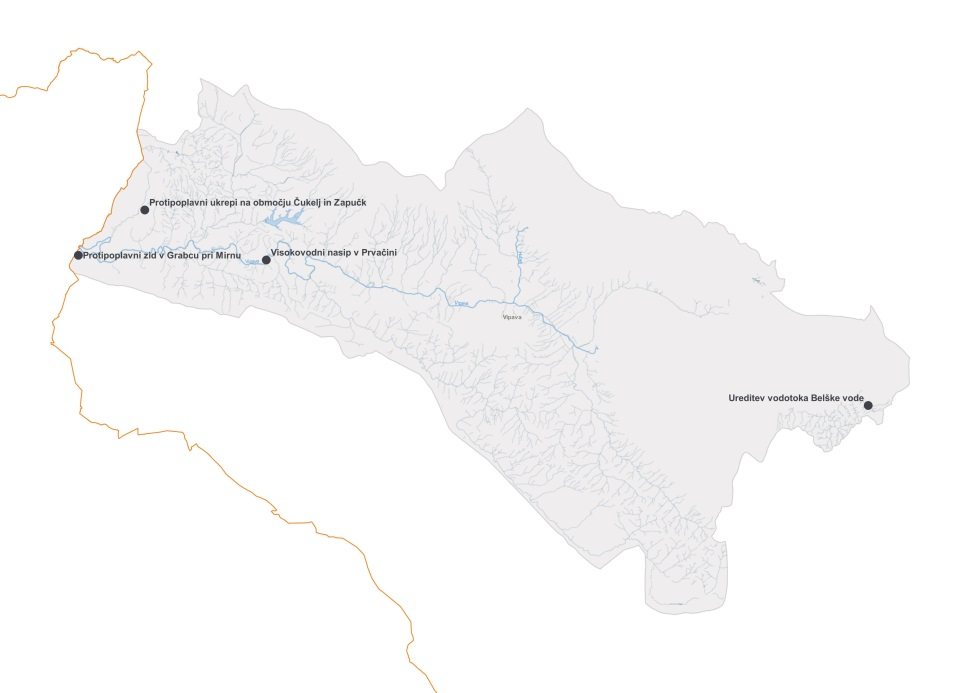 Protipoplavni ukrepi na območju Čukelj in Zapučk
Protipoplavni zid v Grabcu pri Mirnu
Visokovodni nasip v Prvačini
Vipava
Vipava
Ureditev vodotoka Belške vode